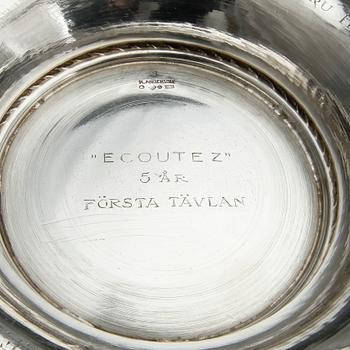 "ECOUTEZ"
5 ÅR
FÖRSTA TÄVLAN